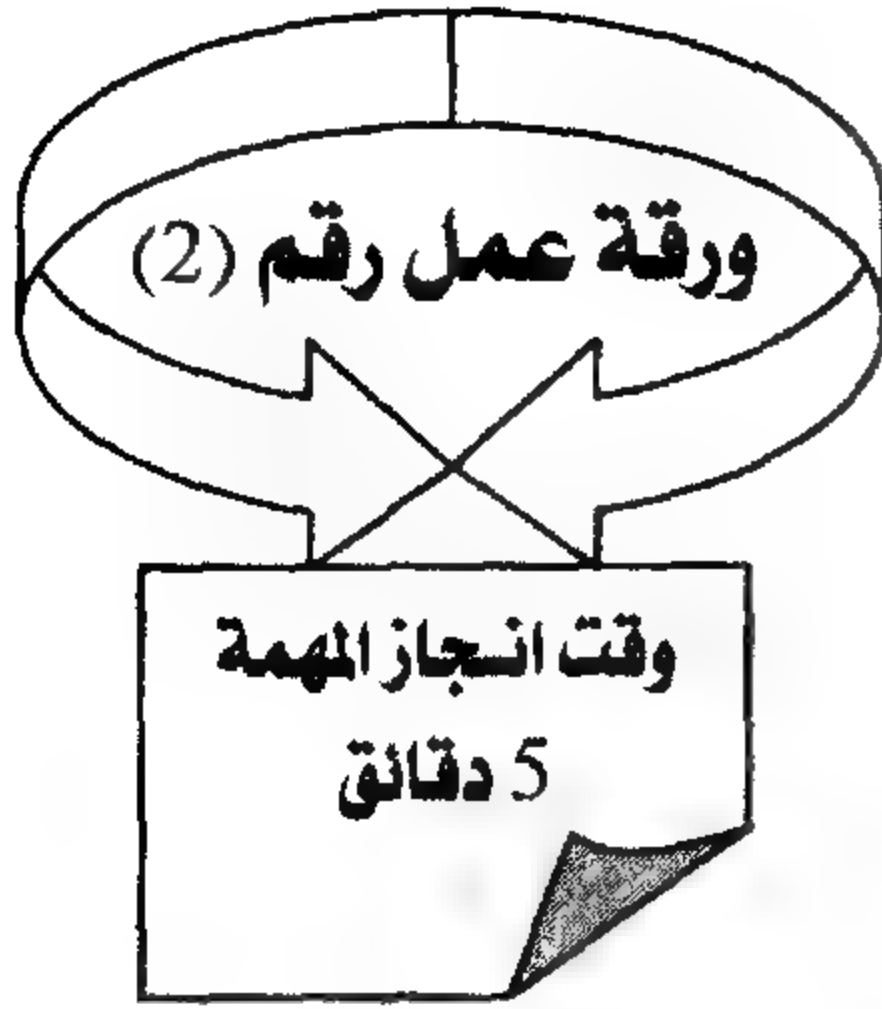 ورقة عمل رقم (2)
وقت انجاز المهمة
5 دقائق